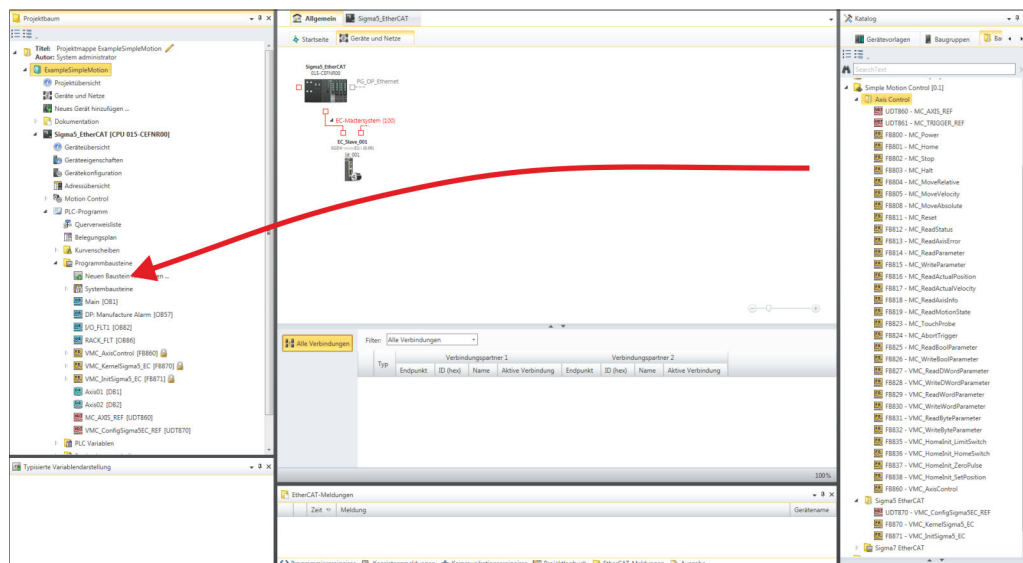 Projektbaum
Titel: Projektmappe ExampleSimpleMotion
Autor: System administrator
ExampleSimpleMotion
Projektübersicht
Geräte und Netze
Neues Gerät hinzufügen ...
Dokumentation
Sigma5_EtherCAT [CPU 015-CEFNR00]
Geräteübersicht
Geräteeigenschaften
Gerätekonfiguration
Adressübersicht
Motion Control
PLC-Programm
Querverweisliste
Belegungsplan
Kurvenscheiben
Programmbausteine
Neuen Baustein ...
Systembausteine
Main [OB1]
DP: Manufacture Alarm [OB57]
I/O_FLT1 [OB82]
RACK_FLT [OB86]
VMC_AxisControl [FB860]
VMC_KernelSigma5_EC [FB870]
VMC_InitSigma5_EC [FB871]
Axis01 [DB1]
Axis02 [DB2]
MC_AXIS_REF [UDT860]
VMC_ConfigSigma5EC_REF [UDT870]
PLC Variablen
Typisierte Variablendarstellung
Allgemein Sigma5_EtherCAT
Startseite Geräte und Netze
Sigma5_EtherCAT
015-CEFNR00
PG_OP_Ethernet
EC-Mastersystem (100)
EC_Slave_001
Alle Verbindungen
Filter: Alle Verbindungen
Verbindungspartner 1 Verbindungspartner 2
Typ Endpunkt ID (hex) Name Aktive Verbindung Endpunkt ID (hex) Name Aktive Verbindung
100%
EtherCAT-Meldungen
Zeit Meldung Gerätename
Katalog
Gerätevorlagen Baugruppen Ba
SearchText
Simple Motion Control [0.1]
Axis Control
UDT860 - MC_AXIS_REF
UDT861 - MC_TRIGGER_REF
FB800 - MC_Power
FB801 - MC_Home
FB802 - MC_Stop
FB803 - MC_Halt
FB804 - MC_MoveRelative
FB805 - MC_MoveVelocity
FB808 - MC_MoveAbsolute
FB811 - MC_Reset
FB812 - MC_ReadStatus
FB813 - MC_ReadAxisError
FB814 - MC_ReadParameter
FB815 - MC_WriteParameter
FB816 - MC_ReadActualPosition
FB817 - MC_ReadActualVelocity
FB818 - MC_ReadAxisInfo
FB819 - MC_ReadMotionState
FB823 - MC_TouchProbe
FB824 - MC_AbortTrigger
FB825 - MC_ReadBoolParameter
FB826 - MC_WriteBoolParameter
FB827 - VMC_ReadDWordParameter
FB828 - VMC_WriteDWordParameter
FB829 - VMC_ReadWordParameter
FB830 - VMC_WriteWordParameter
FB831 - VMC_ReadByteParameter
FB832 - VMC_WriteByteParameter
FB835 - VMC_HomeInit_LimitSwitch
FB836 - VMC_HomeInit_HomeSwitch
FB837 - VMC_HomeInit_ZeroPulse
FB838 - VMC_HomeInit_SetPosition
FB860 - VMC_AxisControl
Sigma5 EtherCAT
UDT870 - VMC_ConfigSigma5EC_REF
FB870 - VMC_KernelSigma5_EC
FB871 - VMC_InitSigma5_EC
Sigma7 EtherCAT